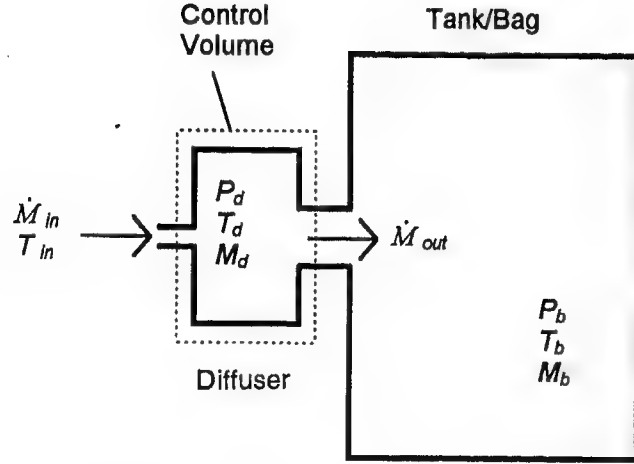 Control
Volume
Tank/Bag
Ṁ in
T in
P d
T d
M d
Ṁ out
P b
T b
M b
Diffuser